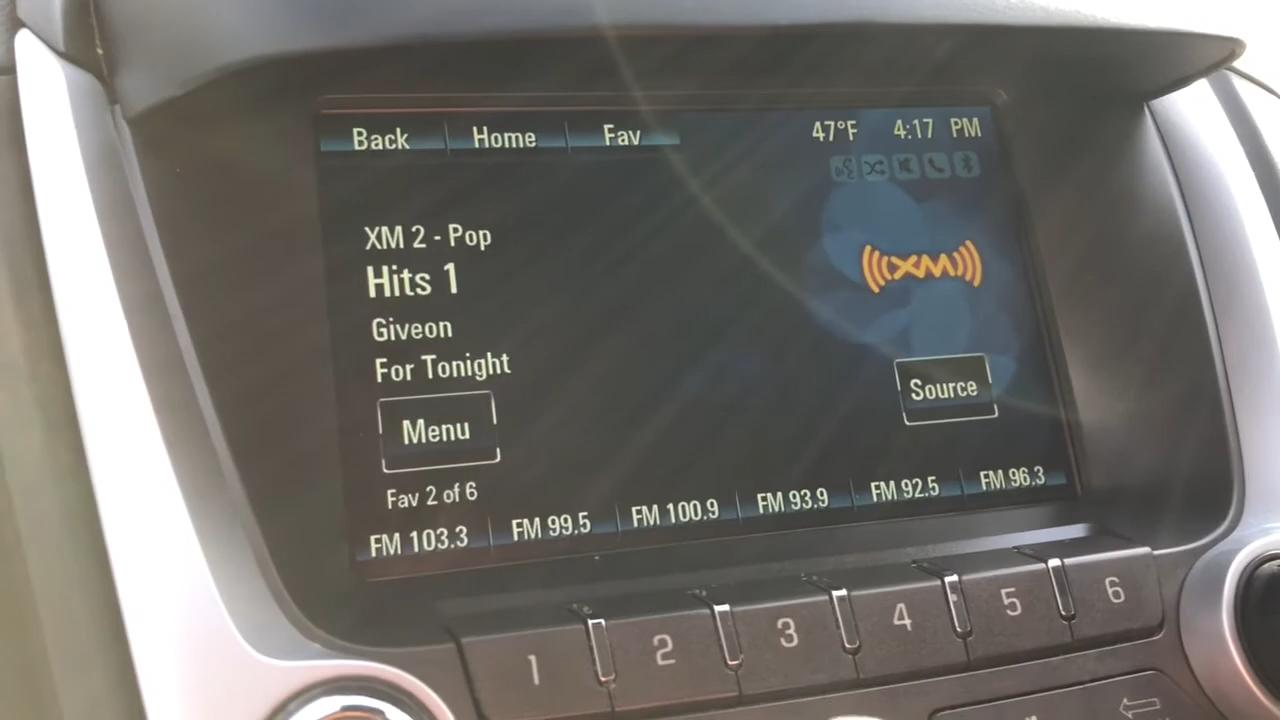 Back Home Fav 47°F 4:17 PM
XM 2 - Pop
Hits 1
Giveon
For Tonight
XM
Menu
Source
Fav 2 of 6
FM 103.3 FM 99.5 FM 100.9 FM 93.9 FM 92.5 FM 96.3
1 2 3 4 5 6